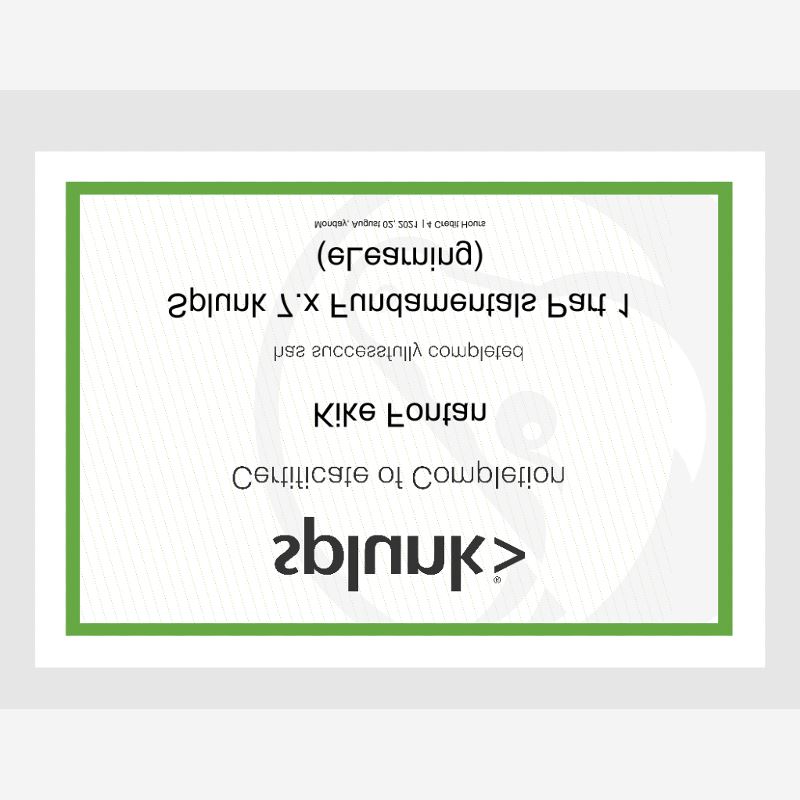 splunk>®
Certificate of Completion
Kike Fontan
has successfully completed
Splunk 7.x Fundamentals Part 1
(eLearning)
Monday, August 02, 2021 | 4 Credit Hours